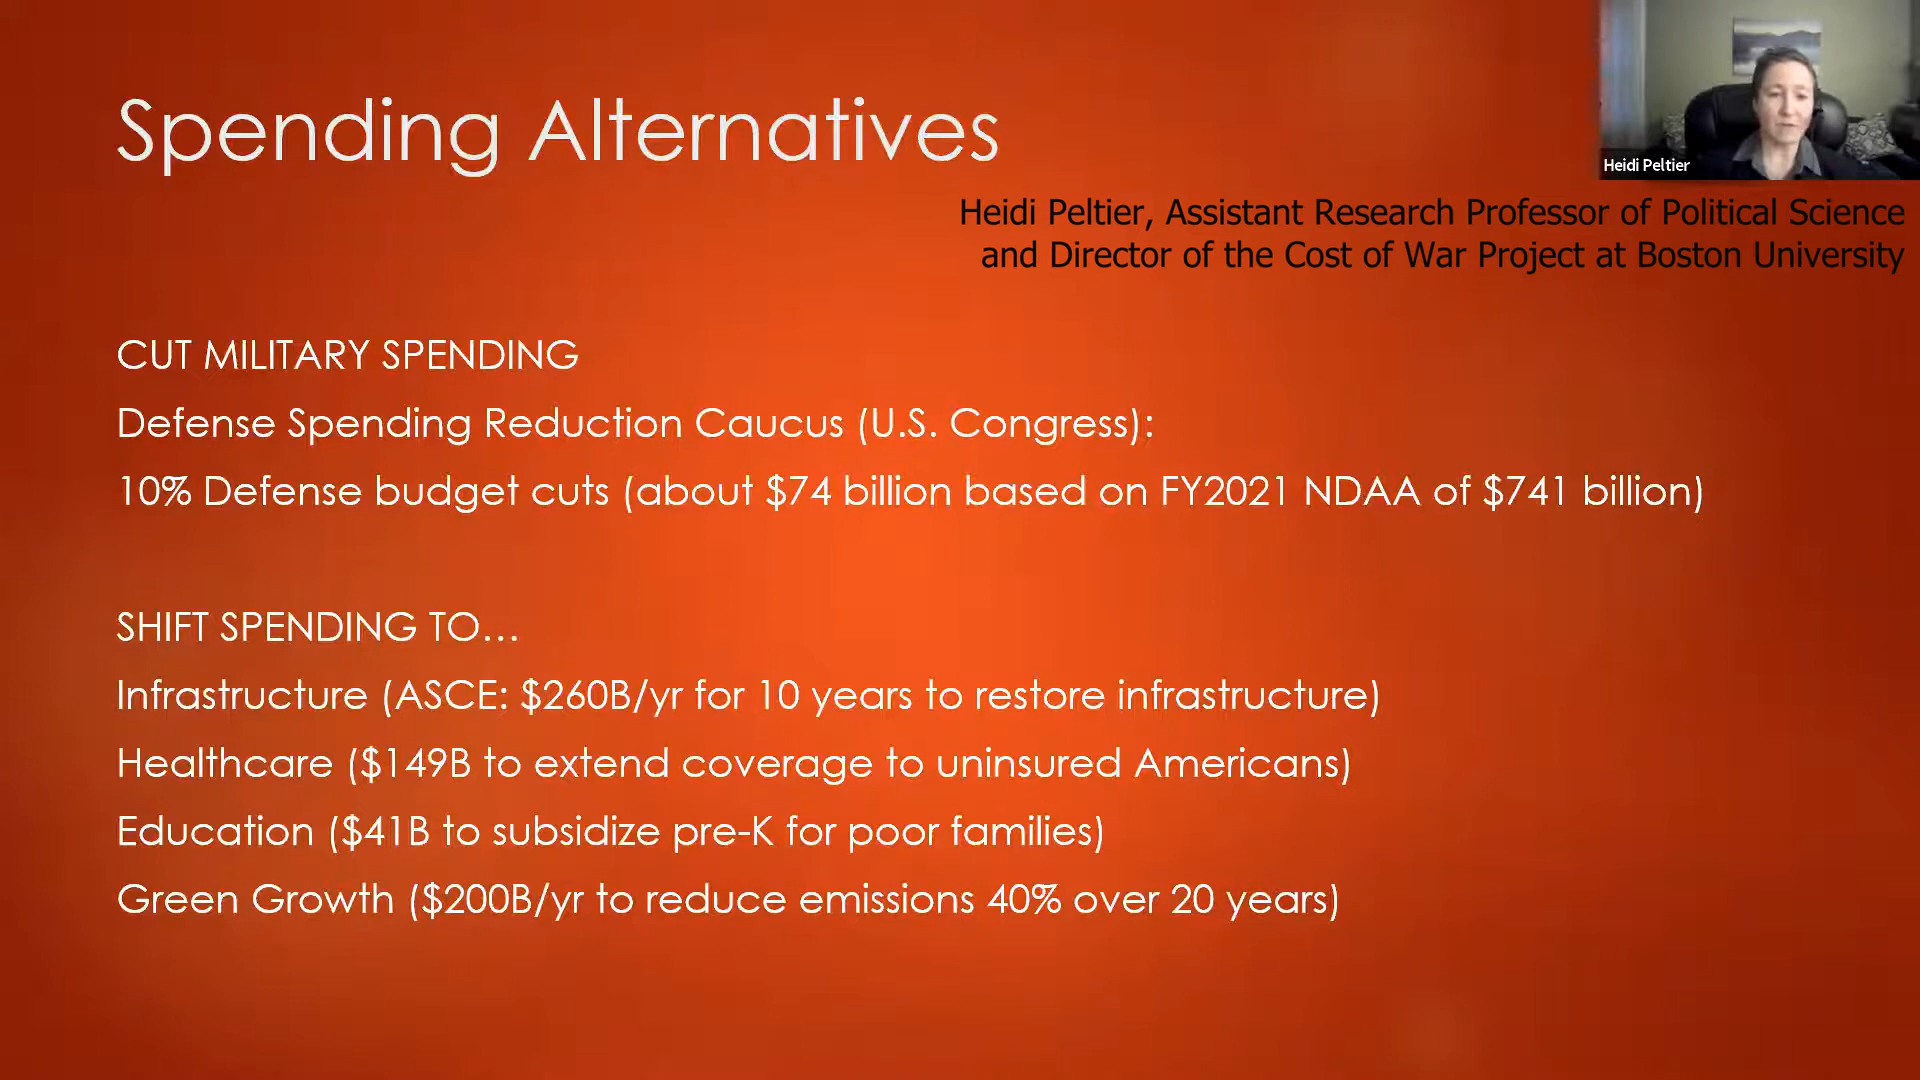 Spending Alternatives
Heidi Peltier
Heidi Peltier, Assistant Research Professor of Political Science
and Director of the Cost of War Project at Boston University
CUT MILITARY SPENDING
Defense Spending Reduction Caucus (U.S. Congress):
10% Defense budget cuts (about $74 billion based on FY2021 NDAA of $741 billion)
SHIFT SPENDING TO…
Infrastructure (ASCE: $260B/yr for 10 years to restore infrastructure)
Healthcare ($149B to extend coverage to uninsured Americans)
Education ($41B to subsidize pre-K for poor families)
Green Growth ($200B/yr to reduce emissions 40% over 20 years)